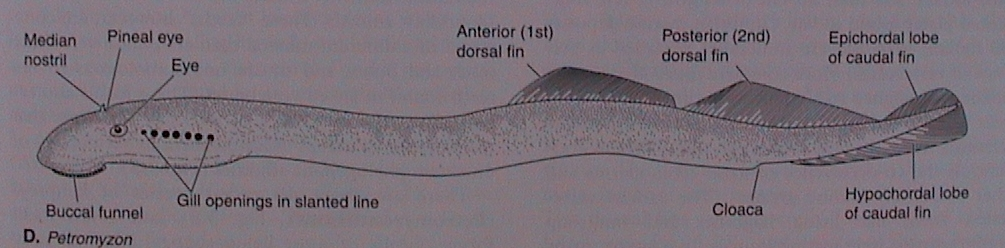 Median
nostril
Pineal eye
Eye
Anterior (1st)
dorsal fin
Posterior (2nd)
dorsal fin
Epichordal lobe
of caudal fin
Buccal funnel
Gill openings in slanted line
Cloaca
Hypochordal lobe
of caudal fin
D. Petromyzon